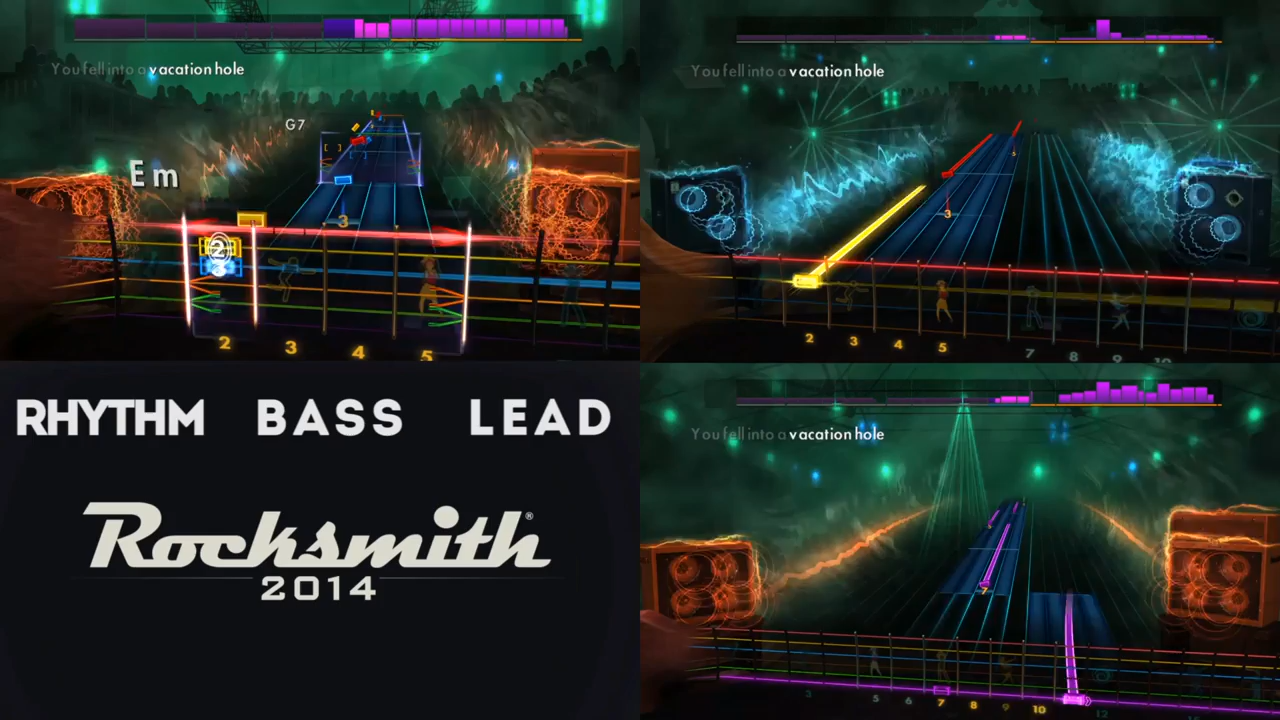 You fell into a vacation hole
G7
E m
3
2
2 3 4 5
You fell into a vacation hole
3
2 3 4 5 7 8 9 10
RHYTHM BASS LEAD
Rocksmith®
2014
You fell into a vacation hole
7
3 5 6 7 8 9 10 12